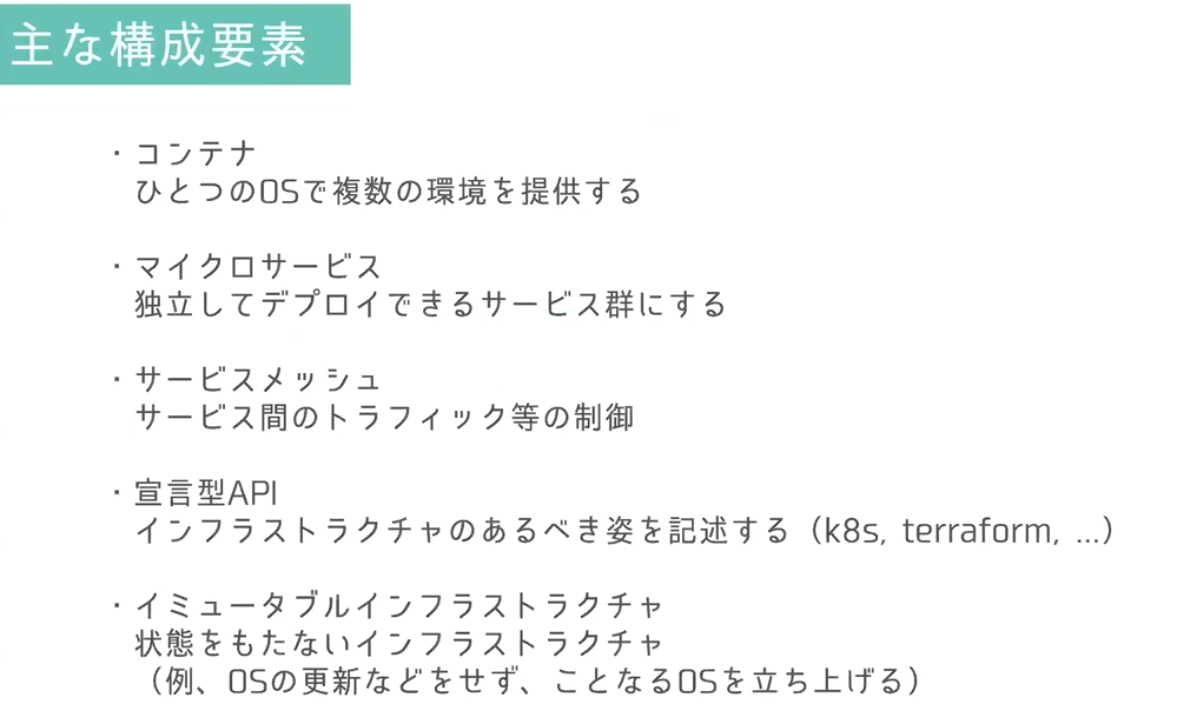 主な構成要素
・コンテナ
ひとつのOSで複数の環境を提供する
・マイクロサービス
独立してデプロイできるサービス群にする
・サービスメッシュ
サービス間のトラフィック等の制御
・宣言型API
インフラストラクチャのあるべき姿を記述する（k8s, terraform, ...）
・イミュータブルインフラストラクチャ
状態をもたないインフラストラクチャ
（例、OSの更新などをせず、ことなるOSを立ち上げる）